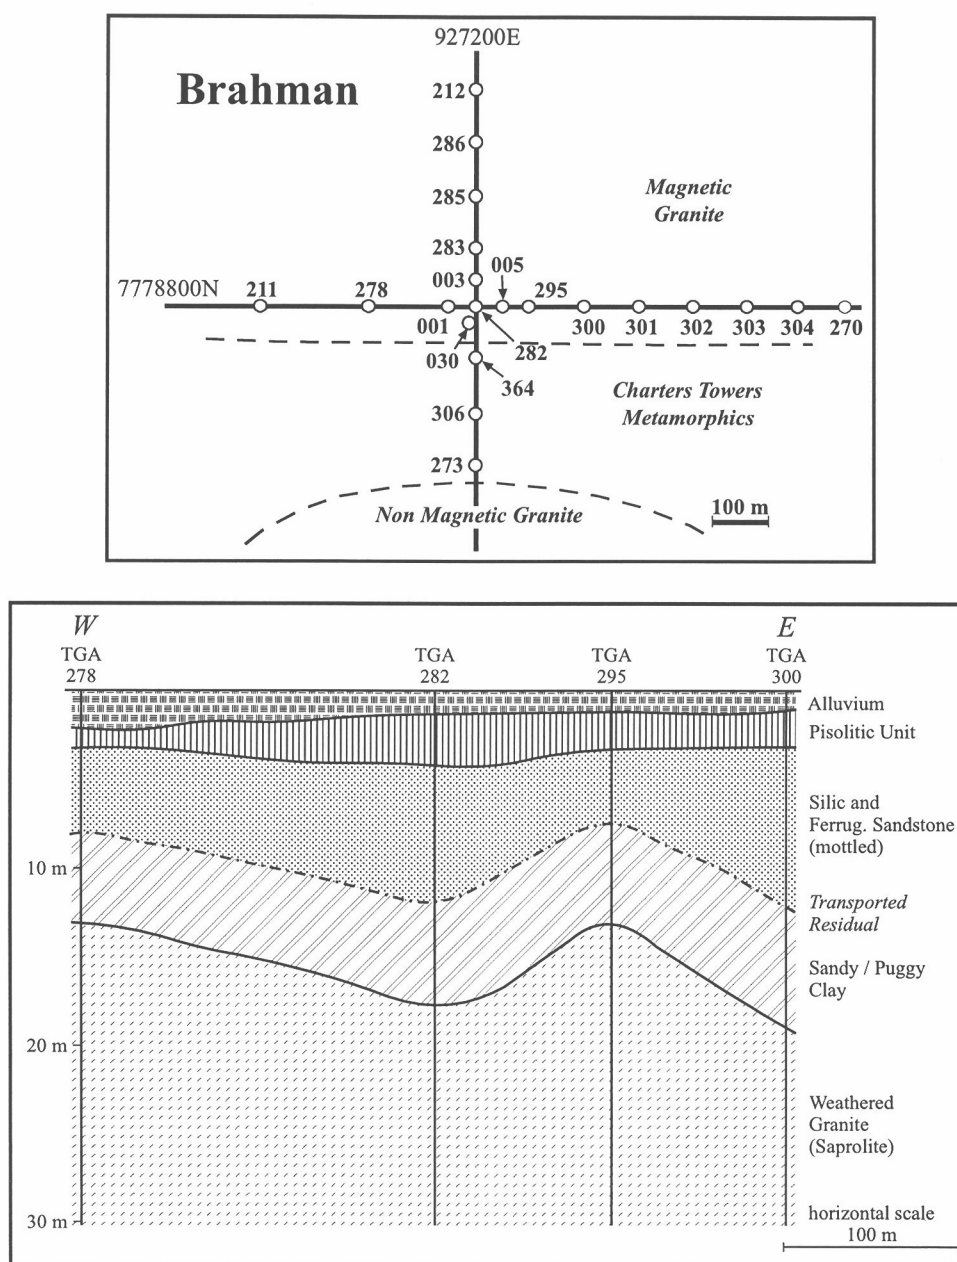 927200E
Brahman
212
286
285
Magnetic
Granite
283
005
003
7778800N
211
278
295
001
300
301
302
303
304
270
030
282
364
Charters Towers
Metamorphics
306
273
Non Magnetic Granite
100 m
W
E
TGA
278
TGA
282
TGA
295
TGA
300
Alluvium
Pisolitic Unit
Silic and
Ferrug. Sandstone
(mottled)
10 m
Transported
Residual
Sandy / Puggy
Clay
20 m
Weathered
Granite
(Saprolite)
30 m
horizontal scale
100 m